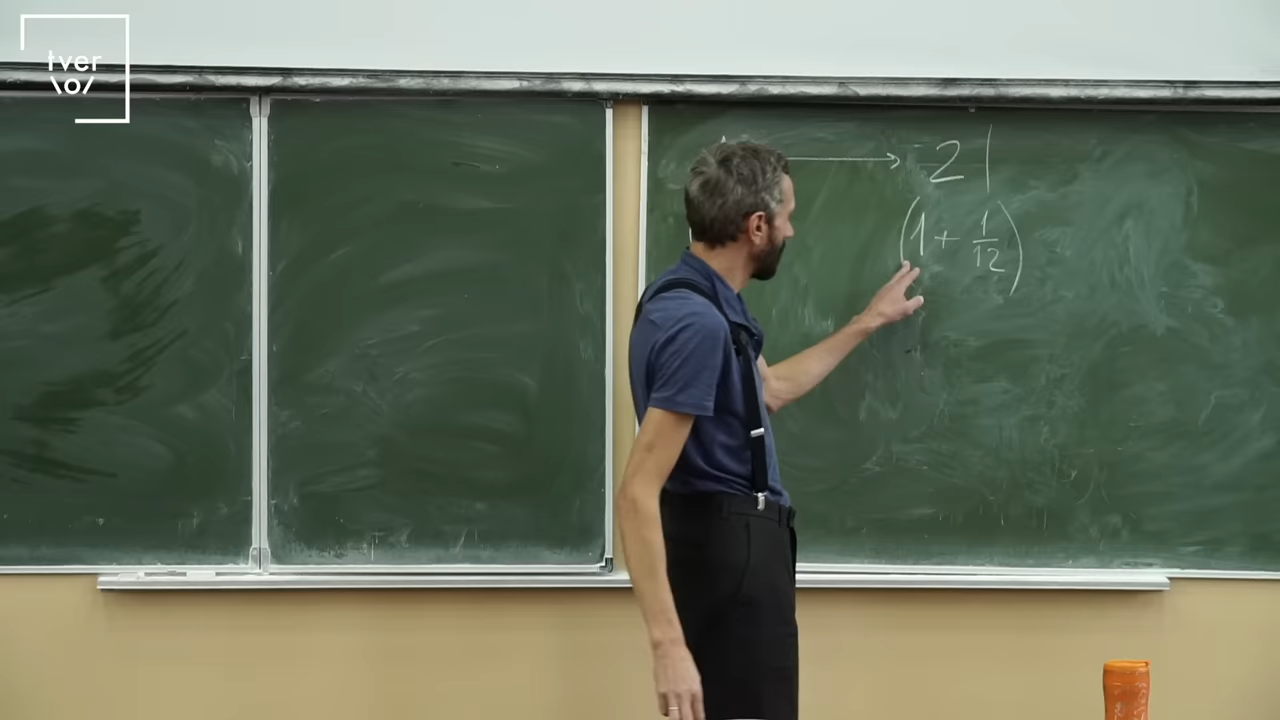 tver
\o/
→ 2 |
(1 + 1/12)